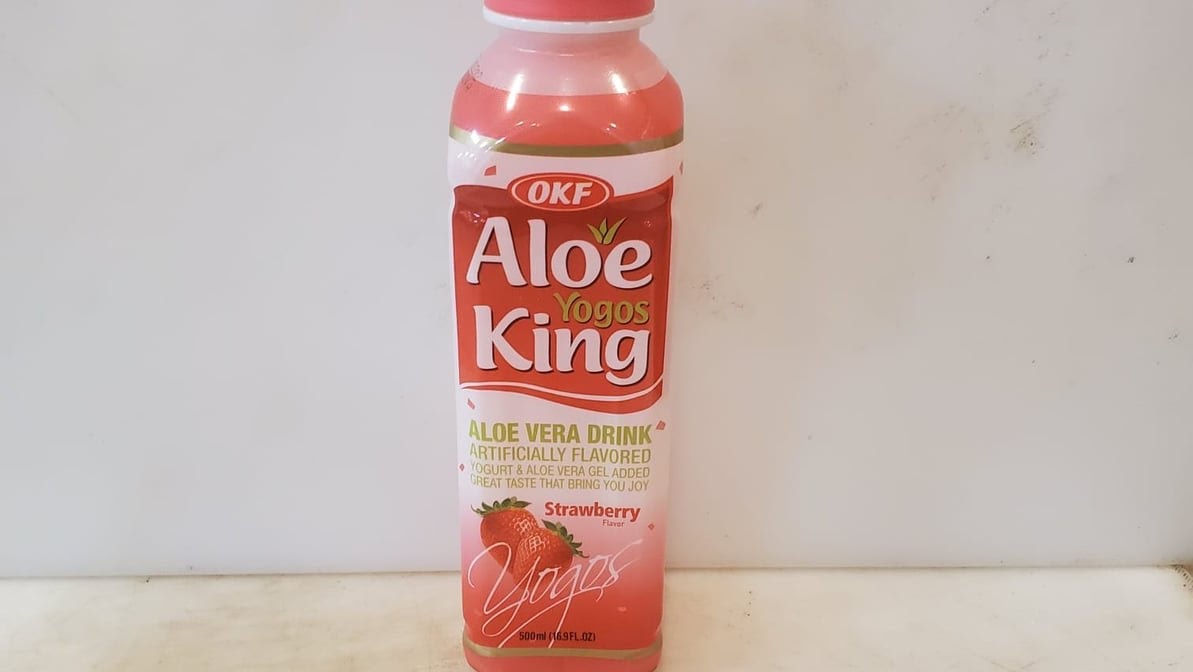 OKF
Aloe
Yogos
King
ALOE VERA DRINK
ARTIFICIALLY FLAVORED
YOGURT & ALOE VERA GEL ADDED
GREAT TASTE THAT BRING YOU JOY
Strawberry
Flavor
Yogos
500ml (16.9FL.OZ)